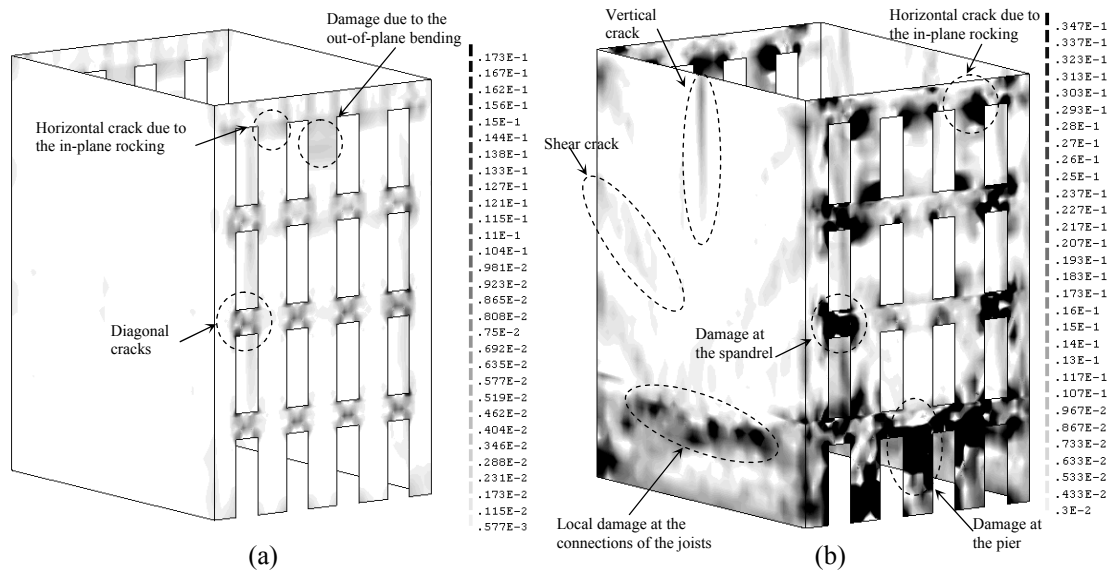 Damage due to the
out-of-plane bending
Horizontal crack due to
the in-plane rocking
Diagonal
cracks
.173E-1
.167E-1
.162E-1
.156E-1
.15E-1
.144E-1
.138E-1
.133E-1
.127E-1
.121E-1
.115E-1
.11E-1
.104E-1
.981E-2
.923E-2
.865E-2
.808E-2
.75E-2
.692E-2
.635E-2
.577E-2
.519E-2
.462E-2
.404E-2
.346E-2
.288E-2
.231E-2
.173E-2
.115E-2
.577E-3
(a)
Vertical
crack
Horizontal crack due to
the in-plane rocking
Shear crack
Damage at
the spandrel
Local damage at the
connections of the joists
Damage at
the pier
.347E-1
.337E-1
.323E-1
.313E-1
.303E-1
.293E-1
.28E-1
.27E-1
.26E-1
.25E-1
.237E-1
.227E-1
.217E-1
.207E-1
.193E-1
.183E-1
.173E-1
.16E-1
.15E-1
.14E-1
.13E-1
.117E-1
.107E-1
.967E-2
.867E-2
.733E-2
.633E-2
.533E-2
.433E-2
.3E-2
(b)